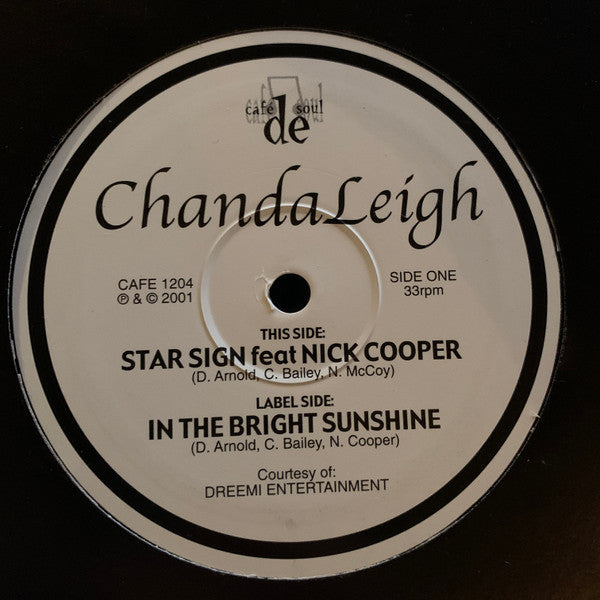 café de soul
ChandaLeigh
CAFE 1204
℗ & © 2001
SIDE ONE
33rpm
THIS SIDE:
STAR SIGN feat NICK COOPER
(D. Arnold, C. Bailey, N. McCoy)
LABEL SIDE:
IN THE BRIGHT SUNSHINE
(D. Arnold, C. Bailey, N. Cooper)
Courtesy of:
DREEMI ENTERTAINMENT